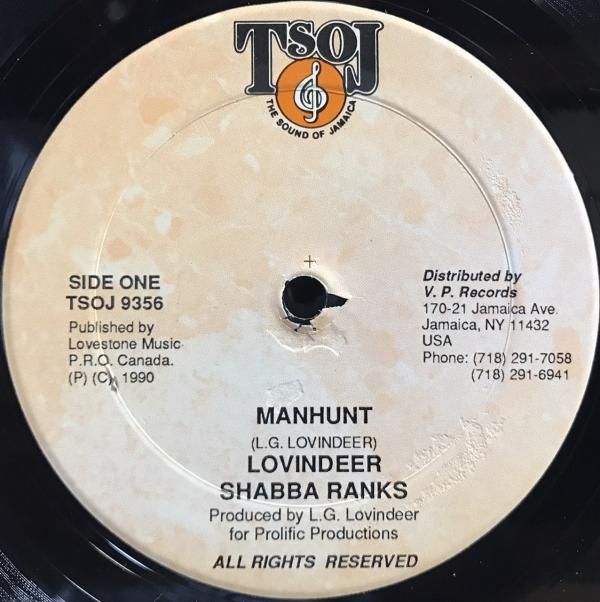 TSOJ
THE SOUND OF JAMAICA
SIDE ONE
TSOJ 9356
Published by
Lovestone Music
P.R.O. Canada.
(P) (C) 1990
Distributed by
V. P. Records
170-21 Jamaica Ave.
Jamaica, NY 11432
USA
Phone: (718) 291-7058
(718) 291-6941
MANHUNT
(L.G. LOVINDEER)
LOVINDEER
SHABBA RANKS
Produced by L.G. Lovindeer
for Prolific Productions
ALL RIGHTS RESERVED